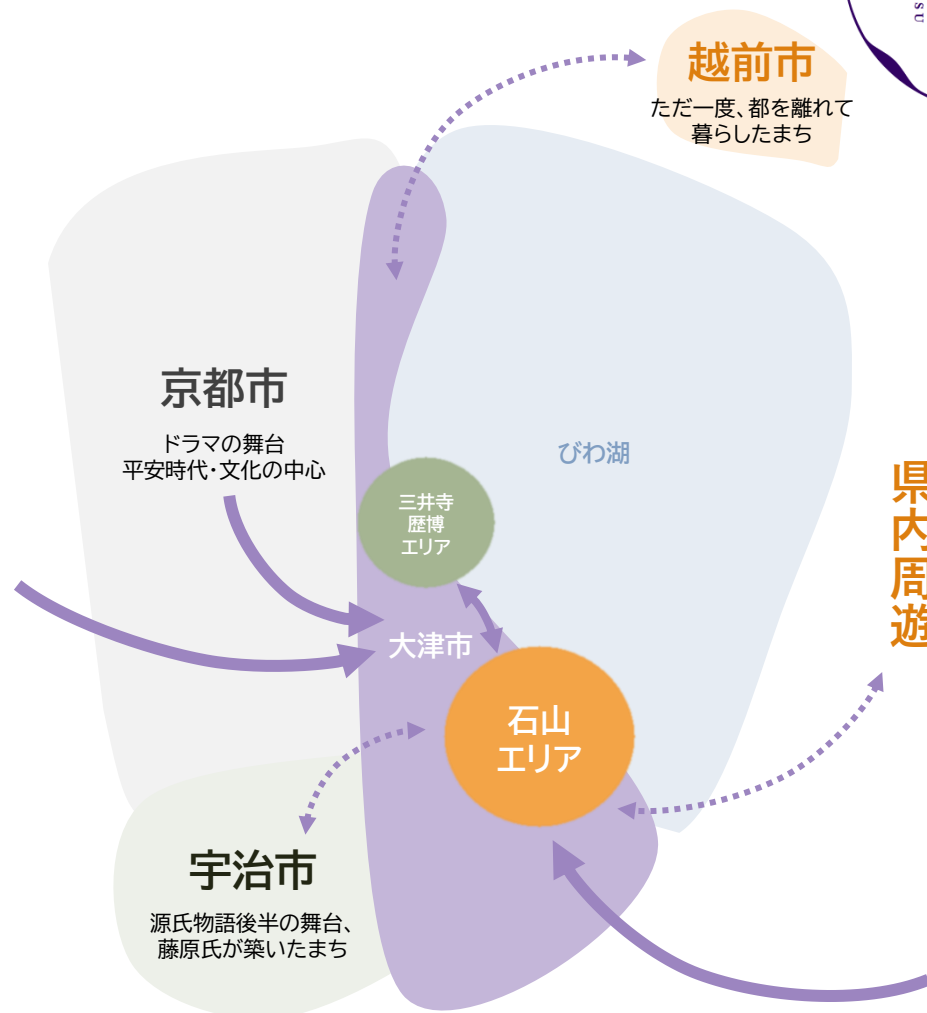 SU
越前市
ただ一度、都を離れて
暮らしたまち
京都市
ドラマの舞台
平安時代・文化の中心
びわ湖
三井寺
歴博
エリア
県内周遊
大津市
石山
エリア
宇治市
源氏物語後半の舞台、
藤原氏が築いたまち